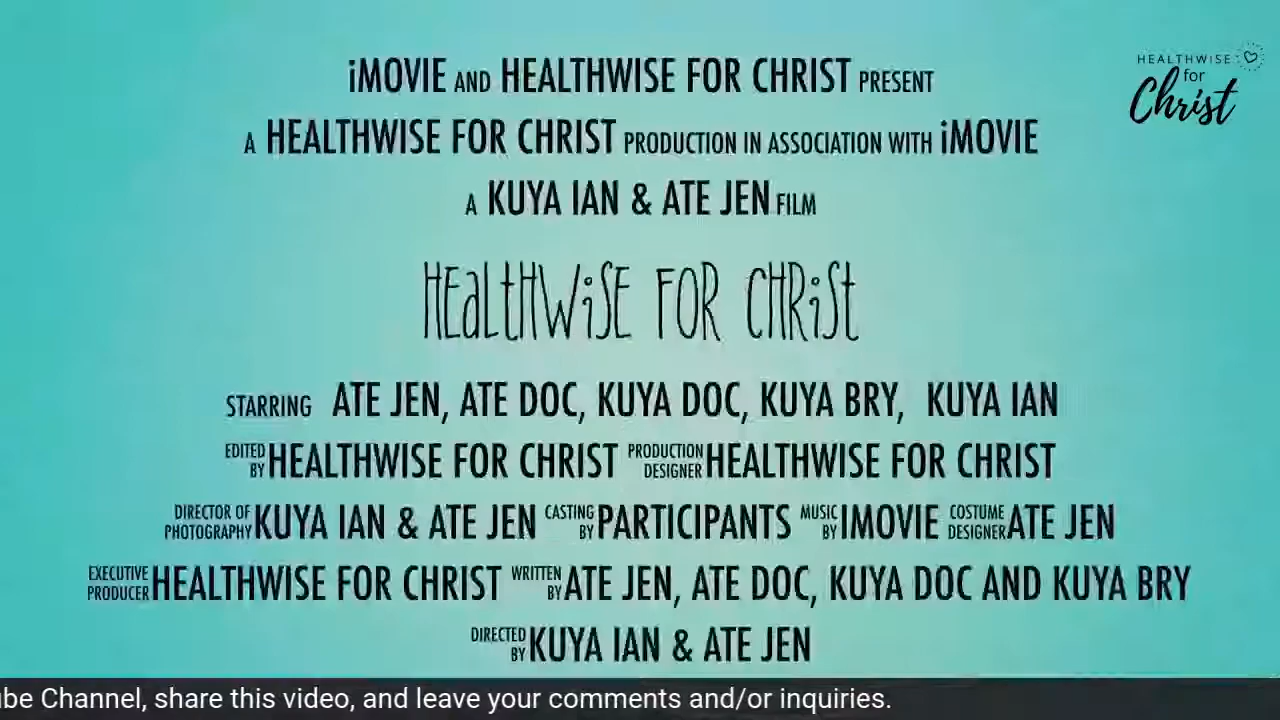 iMOVIE AND HEALTHWISE FOR CHRIST PRESENT
HEALTHWISE
for
Christ
A HEALTHWISE FOR CHRIST PRODUCTION IN ASSOCIATION WITH iMOVIE
A KUYA IAN & ATE JEN FILM
HEaLtHWiSE FOR CHRiSt
STARRING ATE JEN, ATE DOC, KUYA DOC, KUYA BRY, KUYA IAN
EDITED BY HEALTHWISE FOR CHRIST PRODUCTION DESIGNER HEALTHWISE FOR CHRIST
DIRECTOR OF PHOTOGRAPHY KUYA IAN & ATE JEN CASTING BY PARTICIPANTS MUSIC BY IMOVIE COSTUME DESIGNER ATE JEN
EXECUTIVE PRODUCER HEALTHWISE FOR CHRIST WRITTEN BY ATE JEN, ATE DOC, KUYA DOC AND KUYA BRY
DIRECTED BY KUYA IAN & ATE JEN
be Channel, share this video, and leave your comments and/or inquiries.